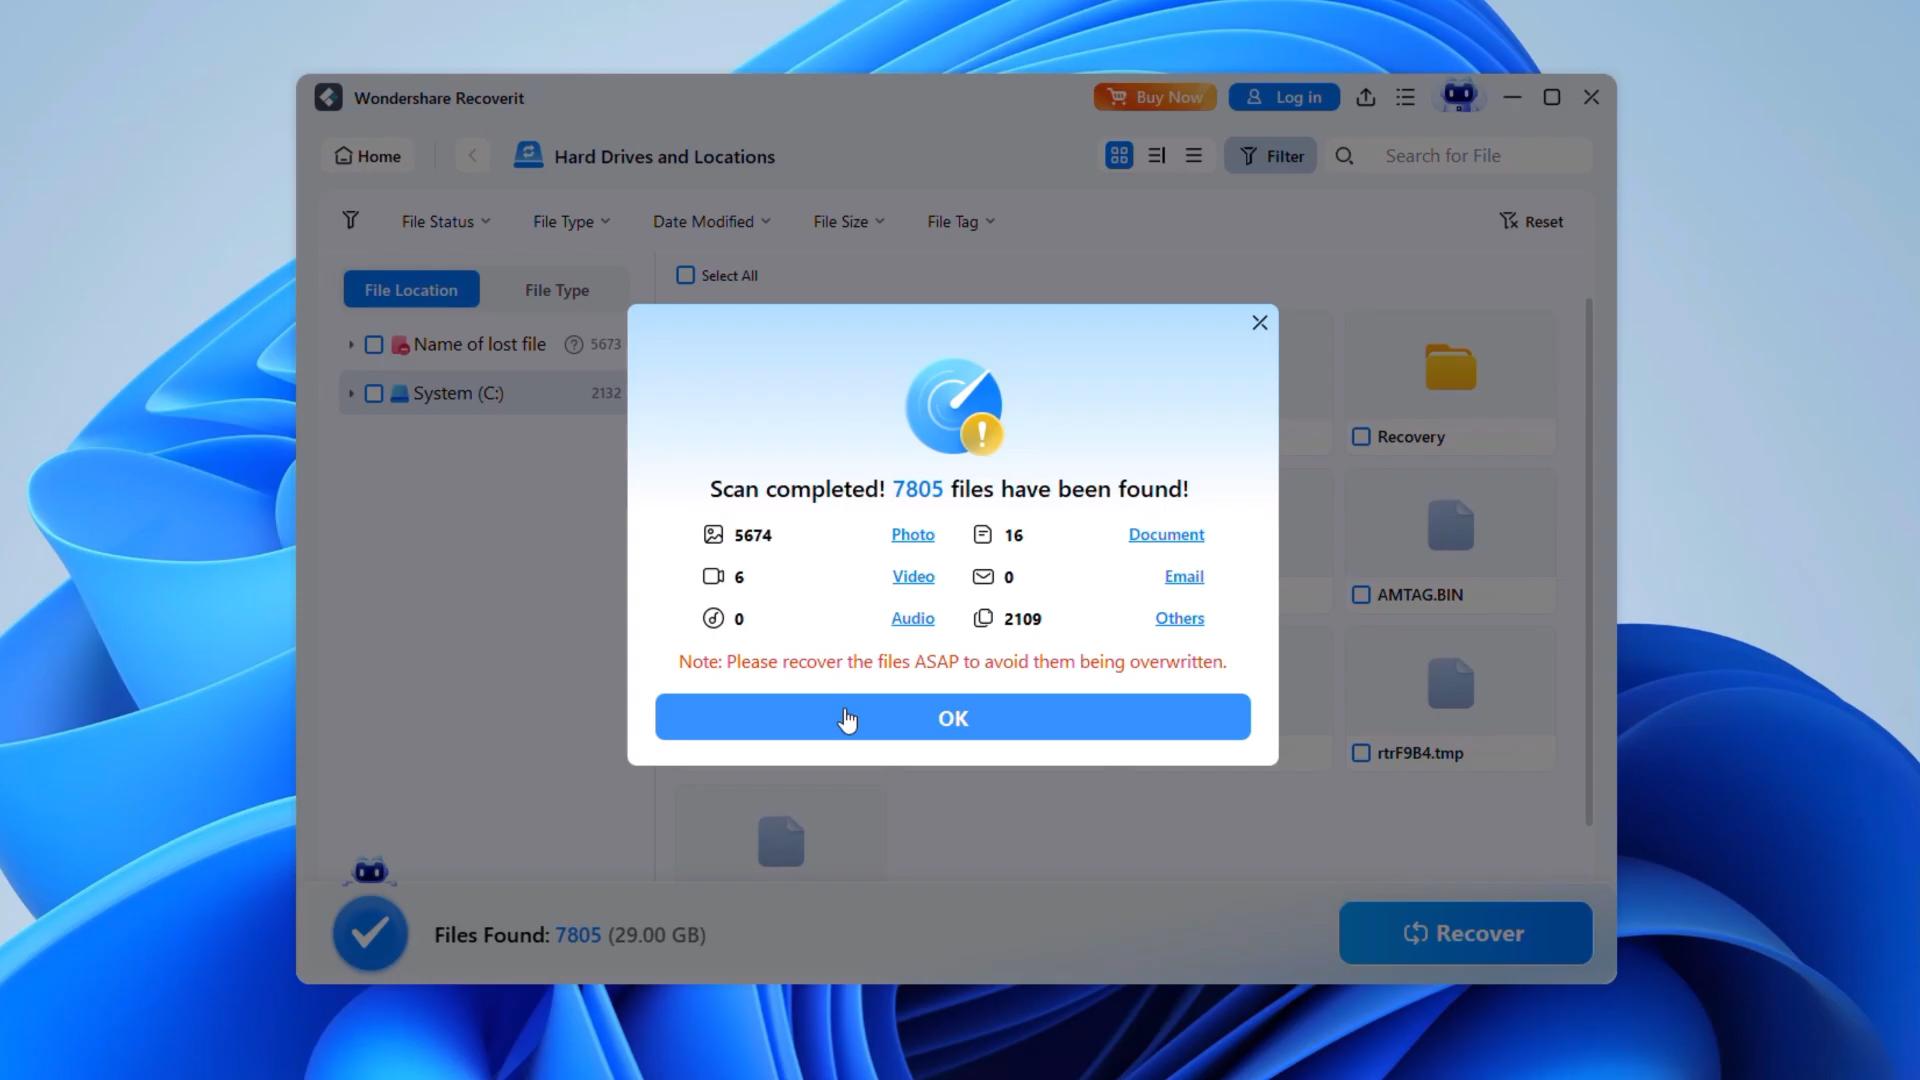 Wondershare Recoverit
Buy Now
Log in
Home
Hard Drives and Locations
Filter
Search for File
File Status
File Type
Date Modified
File Size
File Tag
Reset
File Location
File Type
Select All
Name of lost file ? 5673
System (C:) 2132
Recovery
AMTAG.BIN
rtrF9B4.tmp
Scan completed! 7805 files have been found!
5674 Photo 16 Document
6 Video 0 Email
0 Audio 2109 Others
Note: Please recover the files ASAP to avoid them being overwritten.
OK
Files Found: 7805 (29.00 GB)
Recover